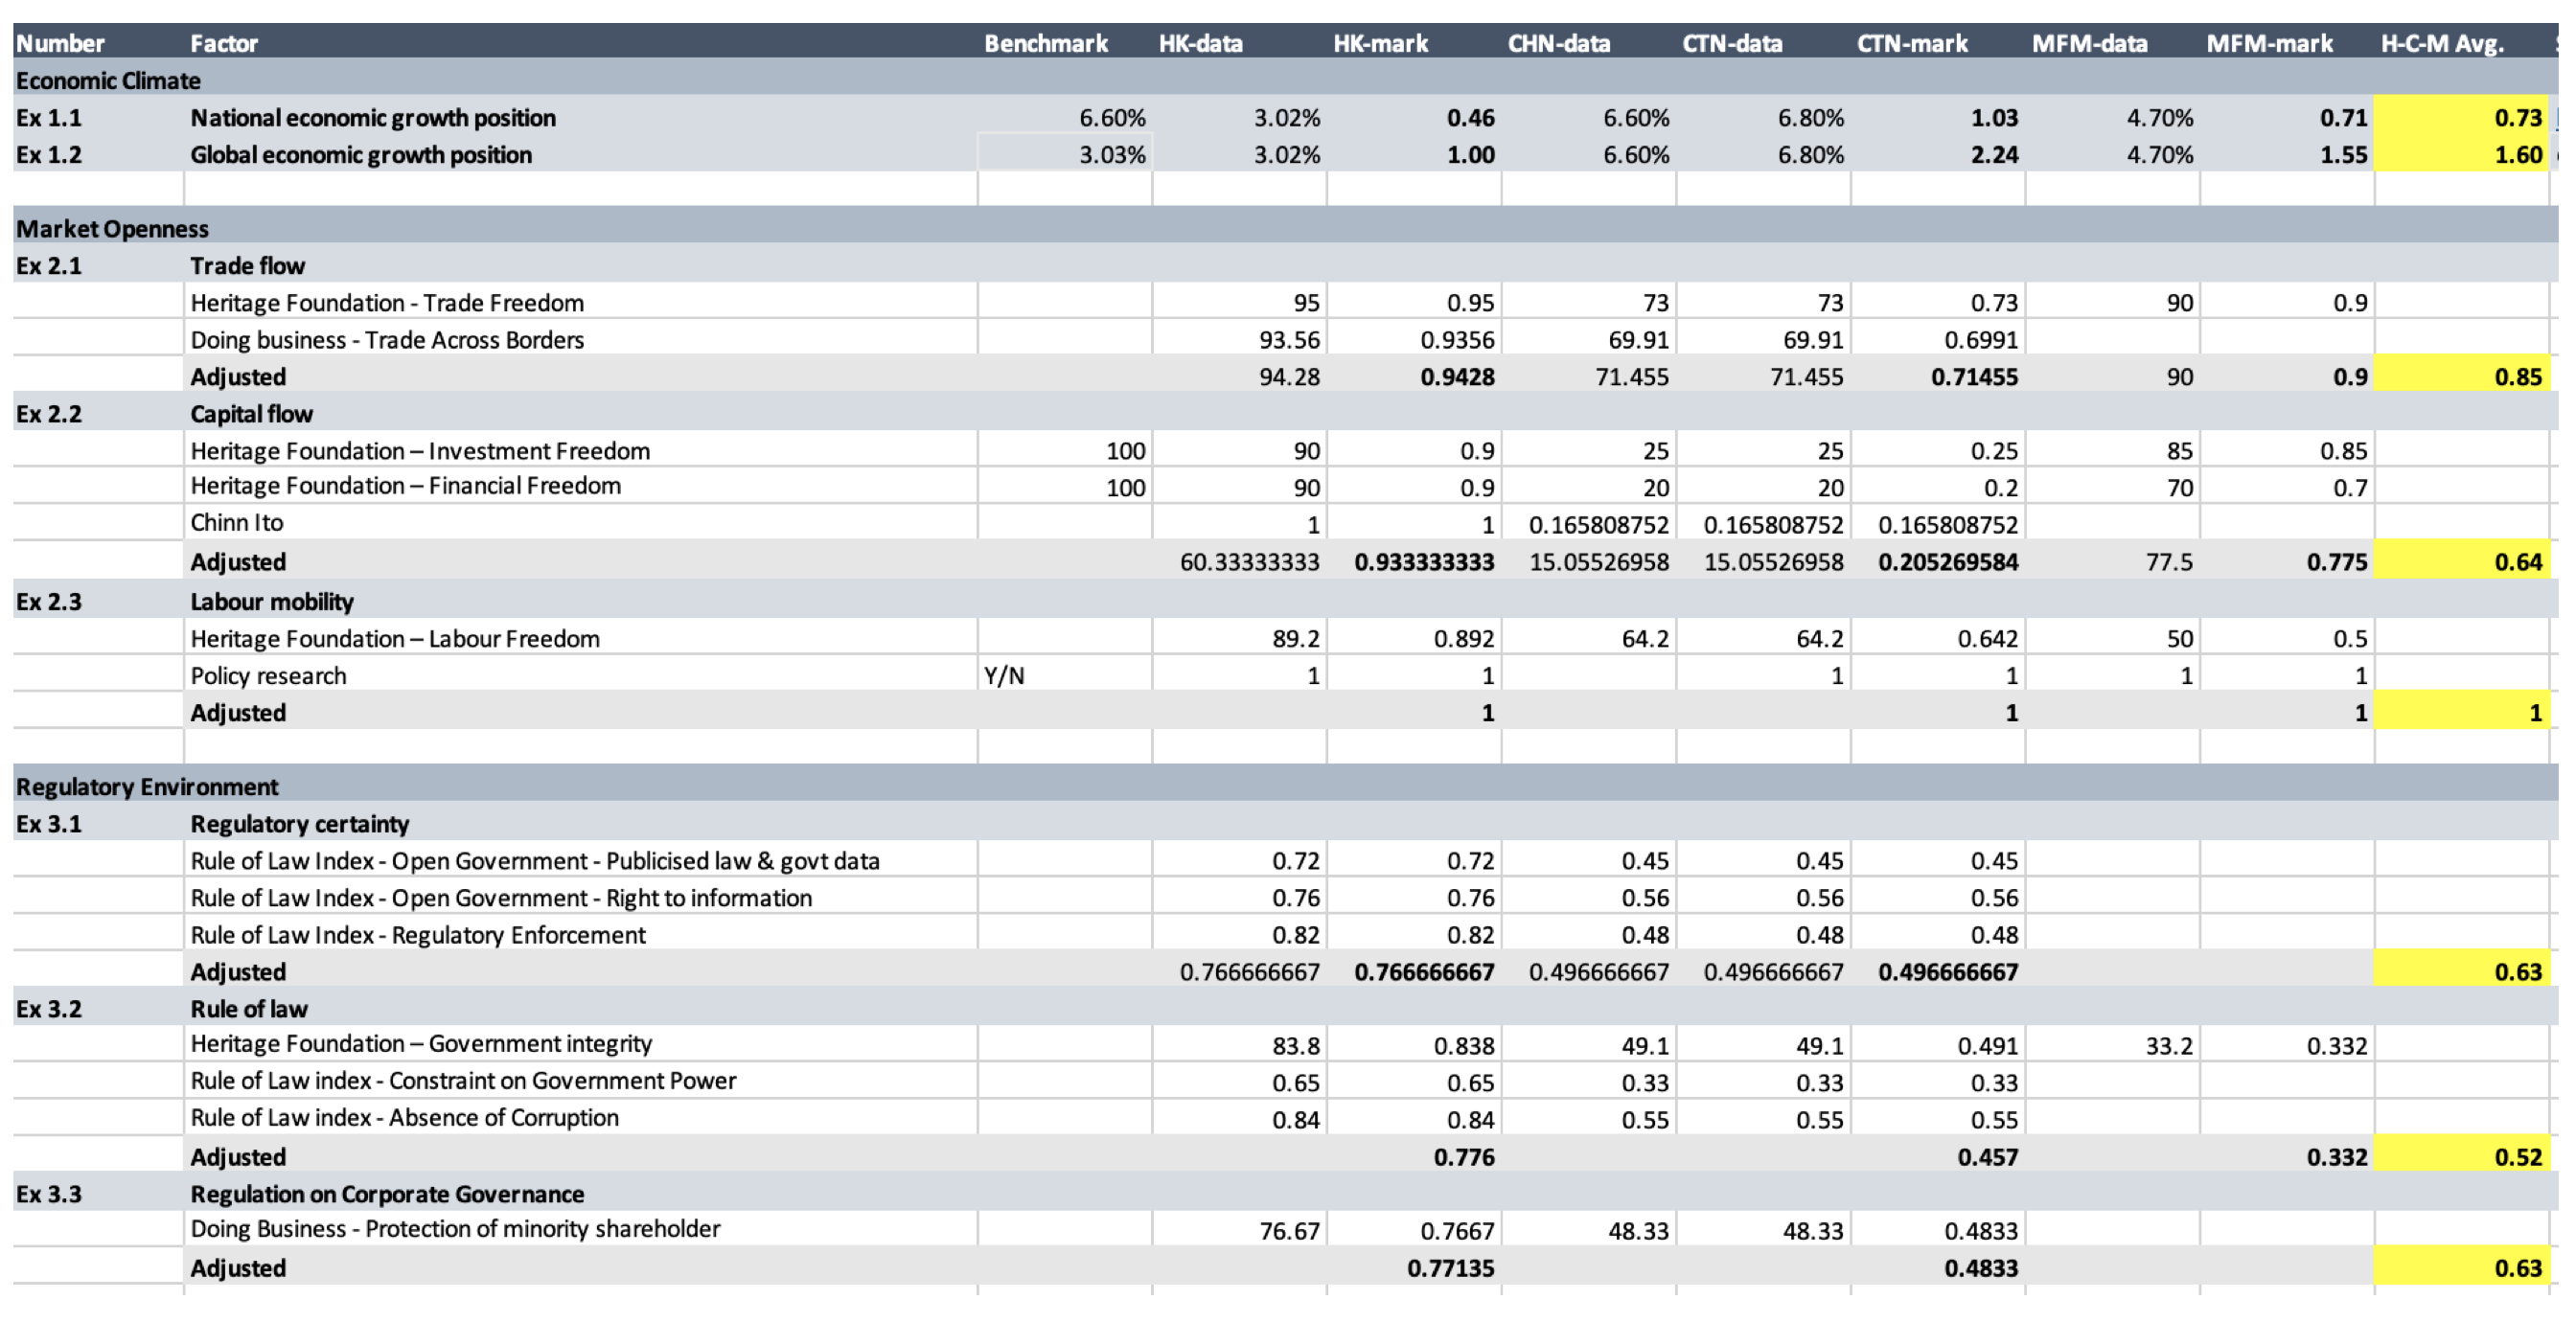 Number Factor Benchmark HK-data HK-mark CHN-data CTN-data CTN-mark MFM-data MFM-mark H-C-M Avg.
Economic Climate
Ex 1.1 National economic growth position 6.60% 3.02% 0.46 6.60% 6.80% 1.03 4.70% 0.71 0.73
Ex 1.2 Global economic growth position 3.03% 3.02% 1.00 6.60% 6.80% 2.24 4.70% 1.55 1.60
Market Openness
Ex 2.1 Trade flow
Heritage Foundation - Trade Freedom 95 0.95 73 73 0.73 90 0.9
Doing business - Trade Across Borders 93.56 0.9356 69.91 69.91 0.6991
Adjusted 94.28 0.9428 71.455 71.455 0.71455 90 0.9 0.85
Ex 2.2 Capital flow
Heritage Foundation – Investment Freedom 100 90 0.9 25 25 0.25 85 0.85
Heritage Foundation – Financial Freedom 100 90 0.9 20 20 0.2 70 0.7
Chinn Ito 1 1 0.165808752 0.165808752 0.165808752
Adjusted 60.33333333 0.933333333 15.05526958 15.05526958 0.205269584 77.5 0.775 0.64
Ex 2.3 Labour mobility
Heritage Foundation – Labour Freedom 89.2 0.892 64.2 64.2 0.642 50 0.5
Policy research Y/N 1 1 1 1 1 1
Adjusted 1 1 1 1
Regulatory Environment
Ex 3.1 Regulatory certainty
Rule of Law Index - Open Government - Publicised law & govt data 0.72 0.72 0.45 0.45 0.45
Rule of Law Index - Open Government - Right to information 0.76 0.76 0.56 0.56 0.56
Rule of Law Index - Regulatory Enforcement 0.82 0.82 0.48 0.48 0.48
Adjusted 0.766666667 0.766666667 0.496666667 0.496666667 0.496666667 0.63
Ex 3.2 Rule of law
Heritage Foundation – Government integrity 83.8 0.838 49.1 49.1 0.491 33.2 0.332
Rule of Law index - Constraint on Government Power 0.65 0.65 0.33 0.33 0.33
Rule of Law index - Absence of Corruption 0.84 0.84 0.55 0.55 0.55
Adjusted 0.776 0.457 0.332 0.52
Ex 3.3 Regulation on Corporate Governance
Doing Business - Protection of minority shareholder 76.67 0.7667 48.33 48.33 0.4833
Adjusted 0.77135 0.4833 0.63